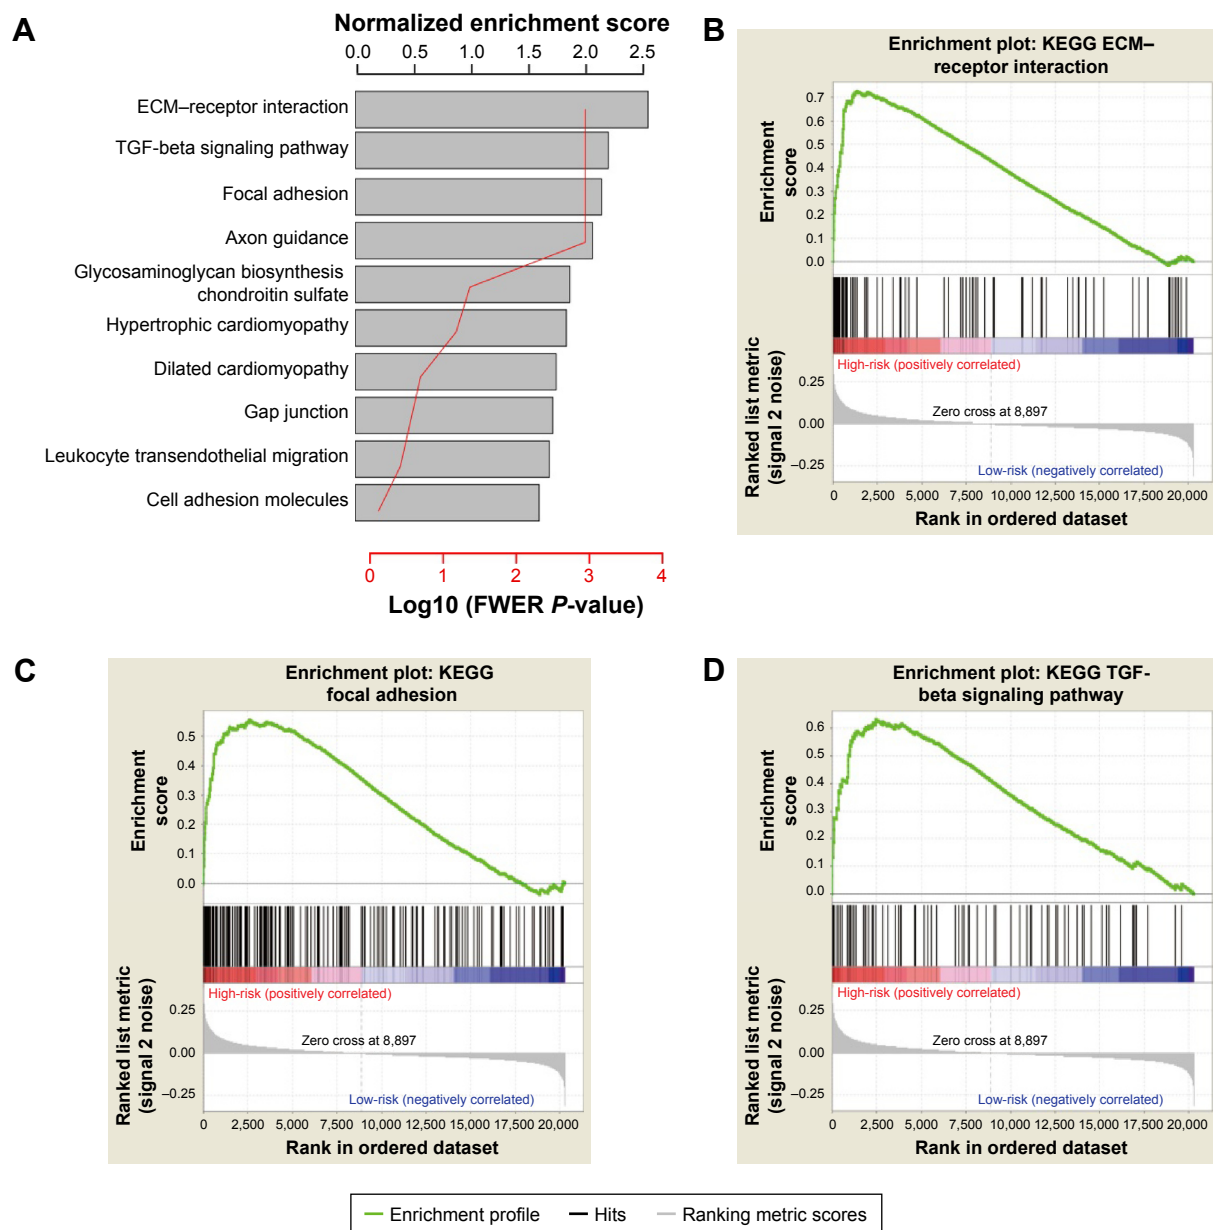 A
Normalized enrichment score
0.0 0.5 1.0 1.5 2.0 2.5
ECM–receptor interaction
TGF-beta signaling pathway
Focal adhesion
Axon guidance
Glycosaminoglycan biosynthesis
chondroitin sulfate
Hypertrophic cardiomyopathy
Dilated cardiomyopathy
Gap junction
Leukocyte transendothelial migration
Cell adhesion molecules
0 1 2 3 4
Log10 (FWER P-value)
B
Enrichment plot: KEGG ECM–
receptor interaction
Enrichment
score
0.7
0.6
0.5
0.4
0.3
0.2
0.1
0.0
High-risk (positively correlated)
Ranked list metric
(signal 2 noise)
0.25
0.00
–0.25
Zero cross at 8,897
Low-risk (negatively correlated)
0 2,500 5,000 7,500 10,000 12,500 15,000 17,500 20,000
Rank in ordered dataset
C
Enrichment plot: KEGG
focal adhesion
Enrichment
score
0.5
0.4
0.3
0.2
0.1
0.0
High-risk (positively correlated)
Ranked list metric
(signal 2 noise)
0.25
0.00
–0.25
Zero cross at 8,897
Low-risk (negatively correlated)
0 2,500 5,000 7,500 10,000 12,500 15,000 17,500 20,000
Rank in ordered dataset
D
Enrichment plot: KEGG TGF-
beta signaling pathway
Enrichment
score
0.6
0.5
0.4
0.3
0.2
0.1
0.0
High-risk (positively correlated)
Ranked list metric
(signal 2 noise)
0.25
0.00
–0.25
Zero cross at 8,897
Low-risk (negatively correlated)
0 2,500 5,000 7,500 10,000 12,500 15,000 17,500 20,000
Rank in ordered dataset
Enrichment profile Hits Ranking metric scores